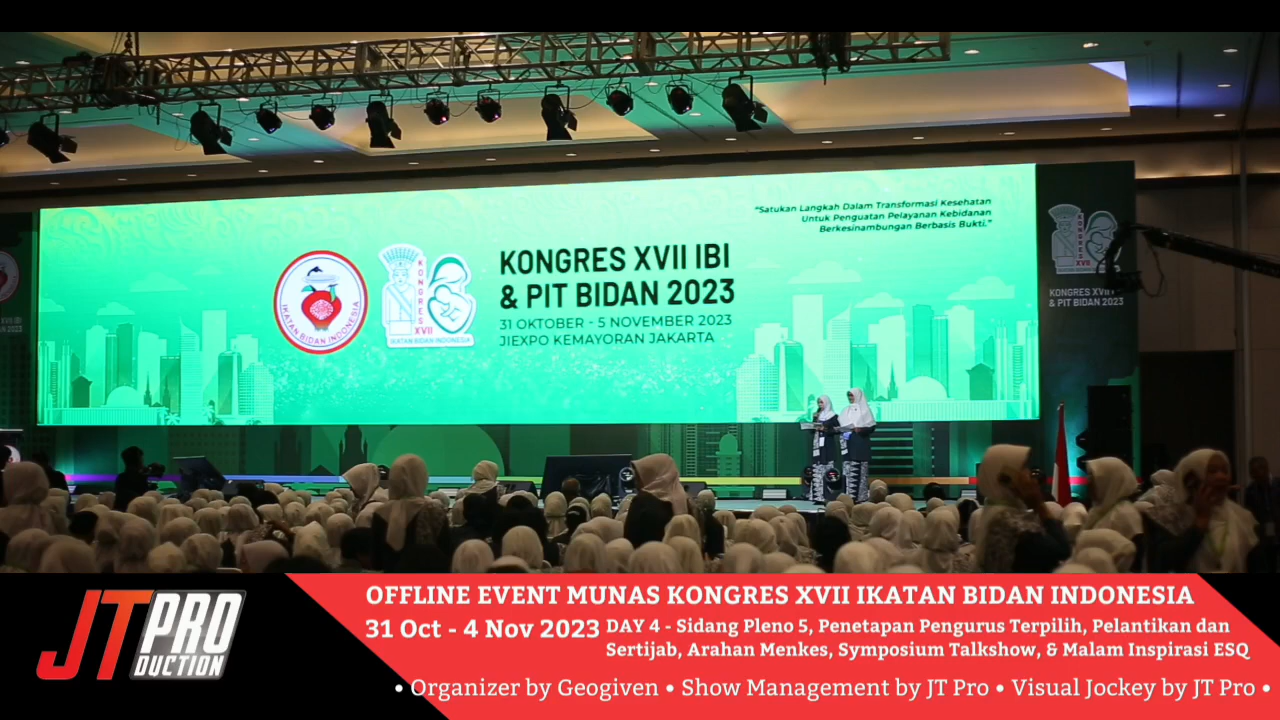 "Satukan Langkah Dalam Transformasi Kesehatan
Untuk Penguatan Pelayanan Kebidanan
Berkesinambungan Berbasis Bukti."
IKATAN BIDAN INDONESIA
KONGRES XVII
IKATAN BIDAN INDONESIA
KONGRES XVII IBI
& PIT BIDAN 2023
31 OKTOBER - 5 NOVEMBER 2023
JIEXPO KEMAYORAN JAKARTA
KONGRES XVII
& PIT BIDAN 2023
JT PRO
DUCTION
OFFLINE EVENT MUNAS KONGRES XVII IKATAN BIDAN INDONESIA
31 Oct - 4 Nov 2023
DAY 4 - Sidang Pleno 5, Penetapan Pengurus Terpilih, Pelantikan dan
Sertijab, Arahan Menkes, Symposium Talkshow, & Malam Inspirasi ESQ
• Organizer by Geogiven • Show Management by JT Pro • Visual Jockey by JT Pro •